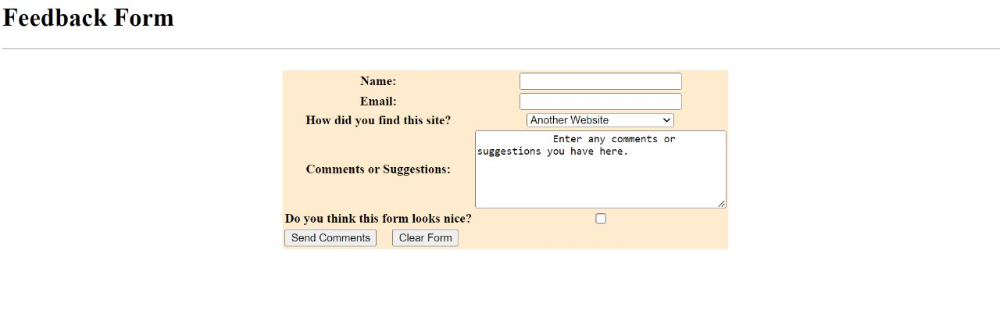 Feedback Form
Name:
Email:
How did you find this site? Another Website
Comments or Suggestions:
Enter any comments or
suggestions you have here.
Do you think this form looks nice?
Send Comments Clear Form